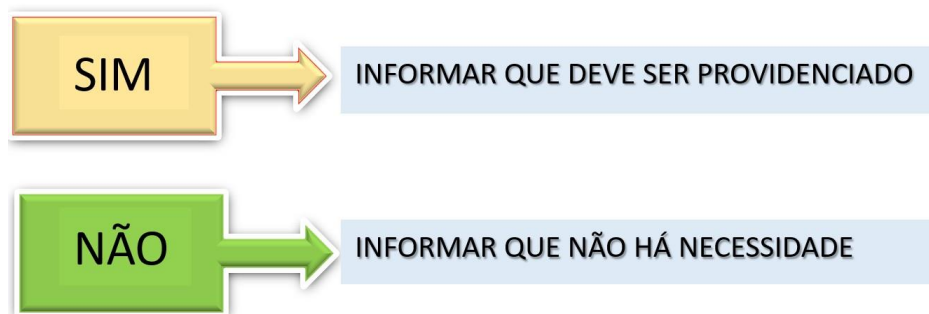 SIM
INFORMAR QUE DEVE SER PROVIDENCIADO
NÃO
INFORMAR QUE NÃO HÁ NECESSIDADE